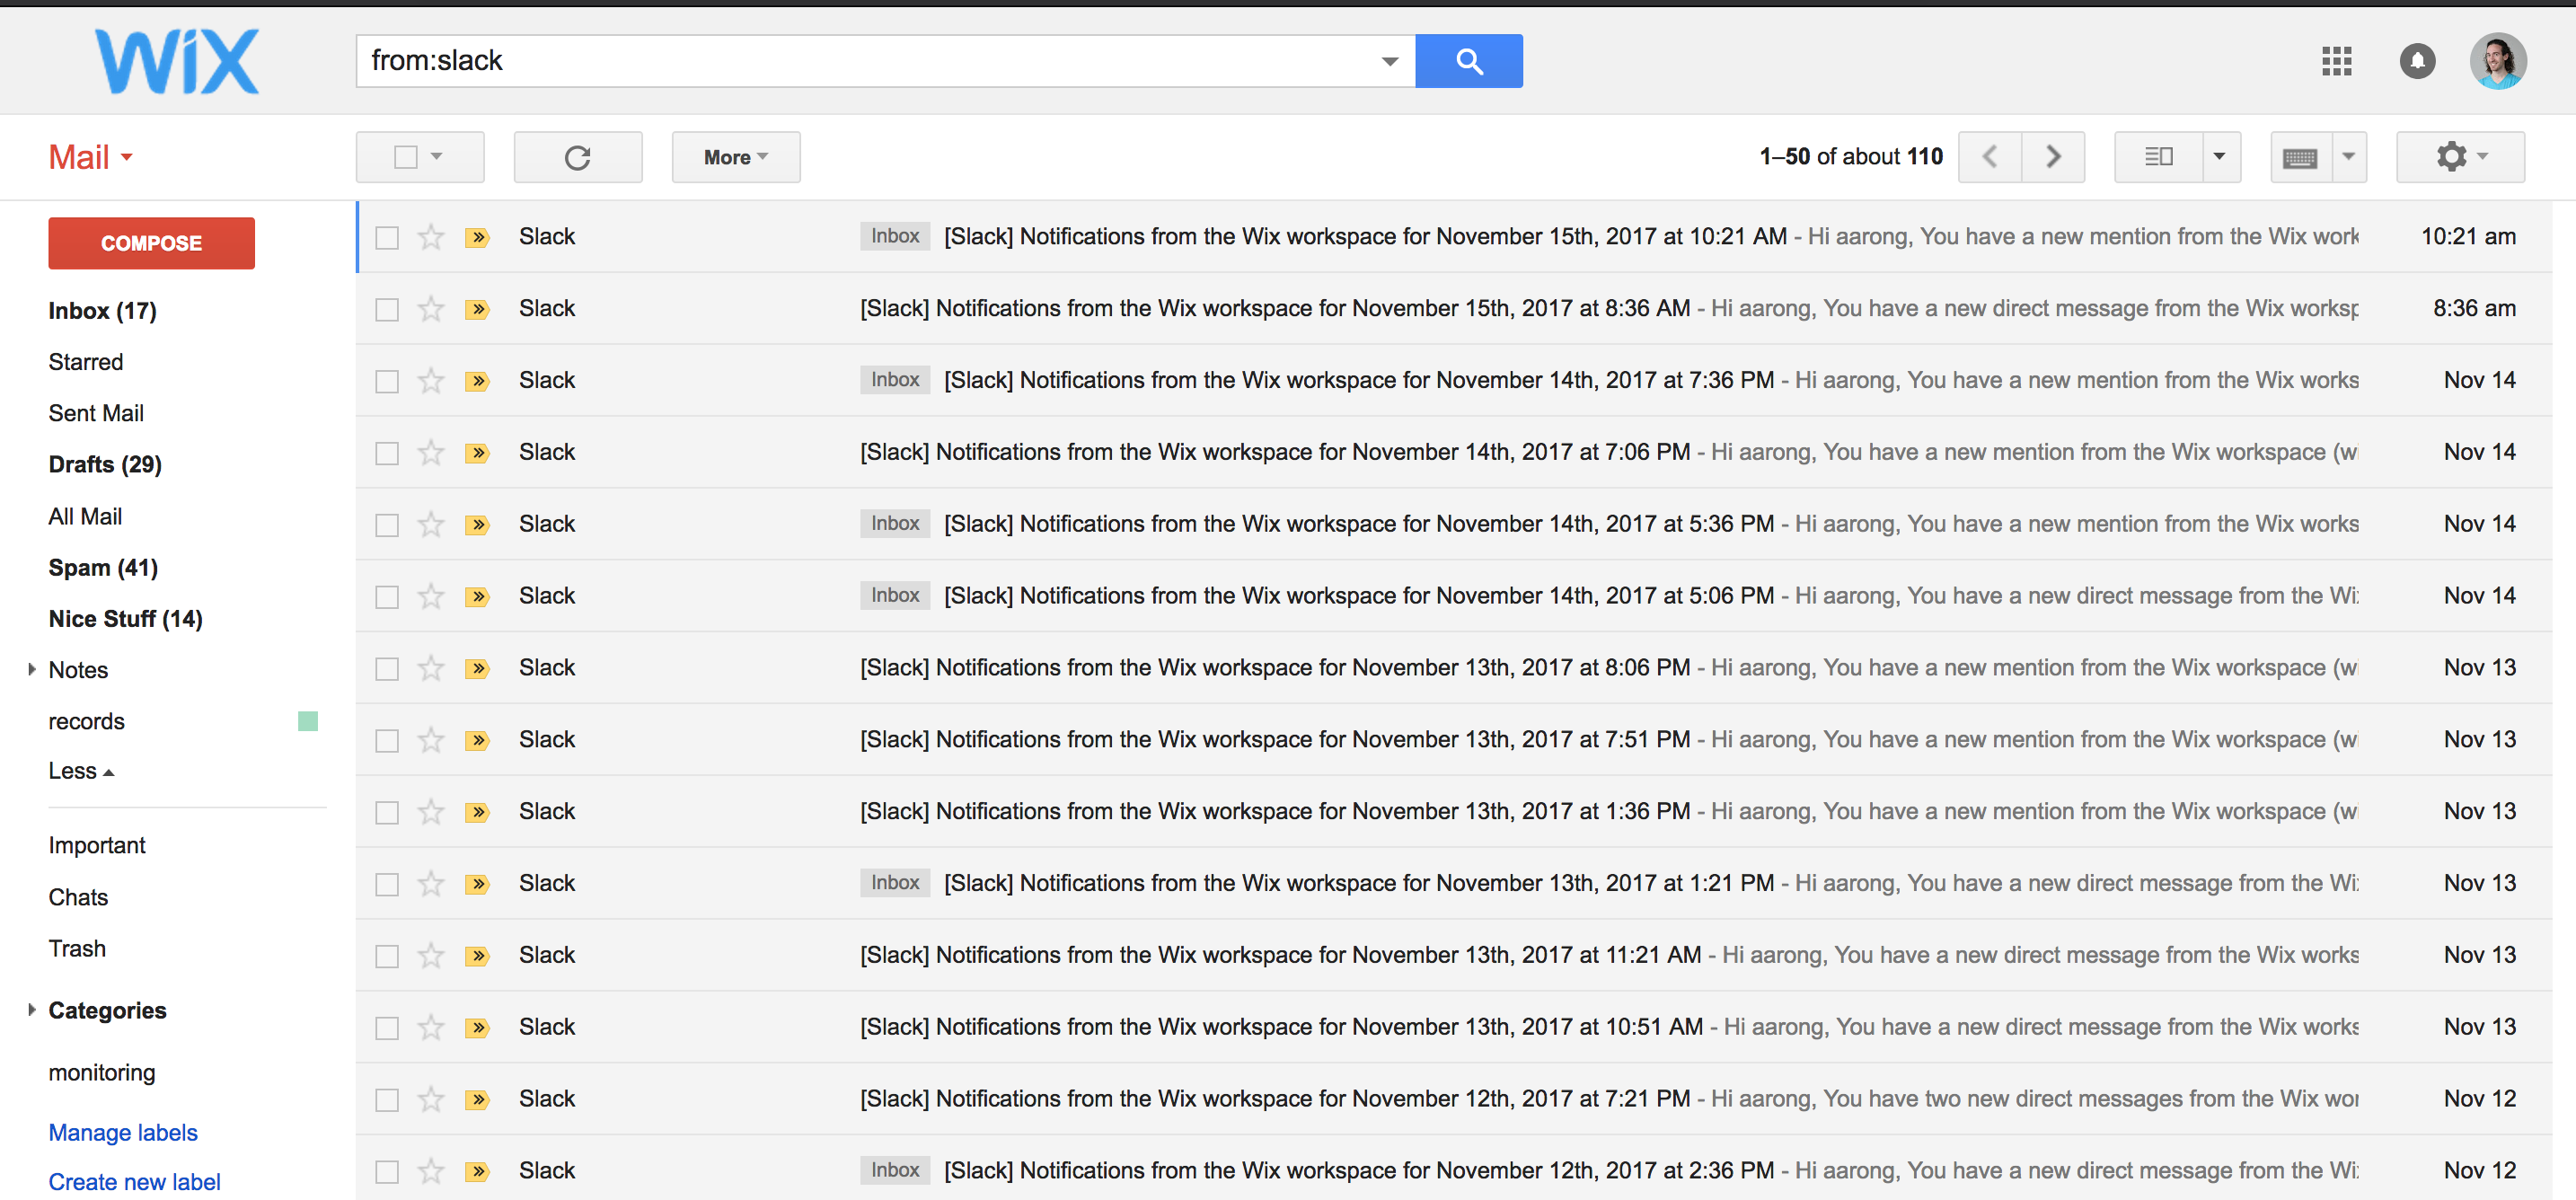 WiX
from:slack
Mail
More
1–50 of about 110
COMPOSE
Inbox (17)
Starred
Sent Mail
Drafts (29)
All Mail
Spam (41)
Nice Stuff (14)
Notes
records
Less
Important
Chats
Trash
Categories
monitoring
Manage labels
Create new label
Slack Inbox [Slack] Notifications from the Wix workspace for November 15th, 2017 at 10:21 AM - Hi aarong, You have a new mention from the Wix work 10:21 am
Slack [Slack] Notifications from the Wix workspace for November 15th, 2017 at 8:36 AM - Hi aarong, You have a new direct message from the Wix worksp 8:36 am
Slack Inbox [Slack] Notifications from the Wix workspace for November 14th, 2017 at 7:36 PM - Hi aarong, You have a new mention from the Wix works Nov 14
Slack [Slack] Notifications from the Wix workspace for November 14th, 2017 at 7:06 PM - Hi aarong, You have a new mention from the Wix workspace (wi Nov 14
Slack Inbox [Slack] Notifications from the Wix workspace for November 14th, 2017 at 5:36 PM - Hi aarong, You have a new mention from the Wix works Nov 14
Slack Inbox [Slack] Notifications from the Wix workspace for November 14th, 2017 at 5:06 PM - Hi aarong, You have a new direct message from the Wi Nov 14
Slack [Slack] Notifications from the Wix workspace for November 13th, 2017 at 8:06 PM - Hi aarong, You have a new mention from the Wix workspace (wi Nov 13
Slack [Slack] Notifications from the Wix workspace for November 13th, 2017 at 7:51 PM - Hi aarong, You have a new mention from the Wix workspace (wi Nov 13
Slack [Slack] Notifications from the Wix workspace for November 13th, 2017 at 1:36 PM - Hi aarong, You have a new mention from the Wix workspace (wi Nov 13
Slack Inbox [Slack] Notifications from the Wix workspace for November 13th, 2017 at 1:21 PM - Hi aarong, You have a new direct message from the Wi Nov 13
Slack [Slack] Notifications from the Wix workspace for November 13th, 2017 at 11:21 AM - Hi aarong, You have a new direct message from the Wix works Nov 13
Slack [Slack] Notifications from the Wix workspace for November 13th, 2017 at 10:51 AM - Hi aarong, You have a new direct message from the Wix works Nov 13
Slack [Slack] Notifications from the Wix workspace for November 12th, 2017 at 7:21 PM - Hi aarong, You have two new direct messages from the Wix wor Nov 12
Slack Inbox [Slack] Notifications from the Wix workspace for November 12th, 2017 at 2:36 PM - Hi aarong, You have a new direct message from the Wi Nov 12